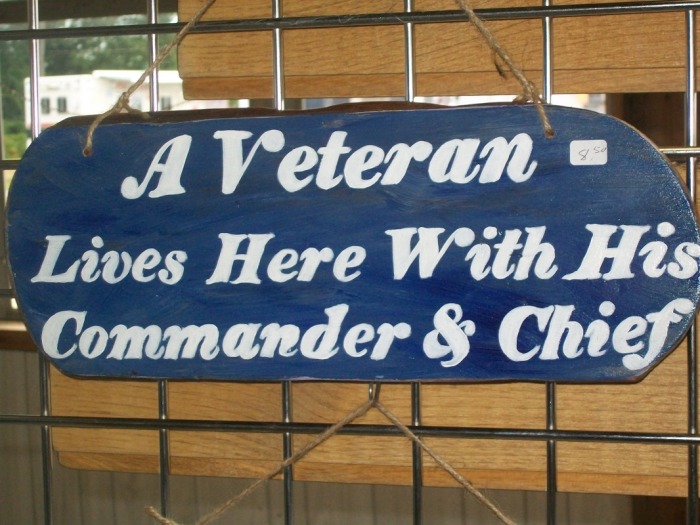 A Veteran
8.50
Lives Here With His
Commander & Chief